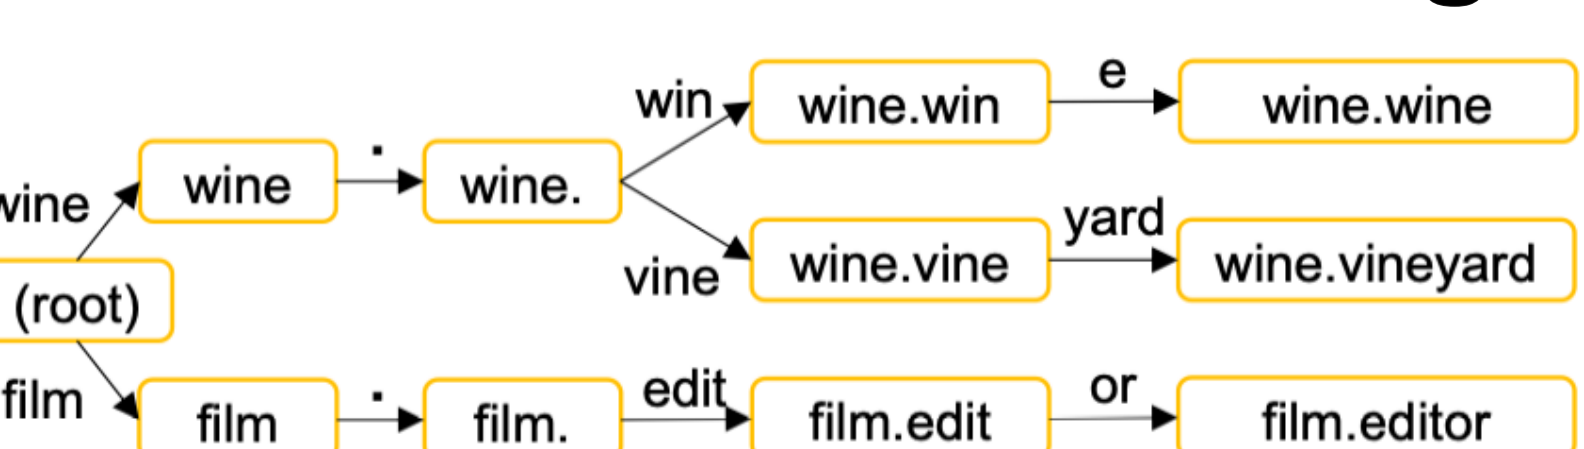 win wine.win e wine.wine
wine wine . wine.
vine wine.vine yard wine.vineyard
(root)
film film . film. edit film.edit or film.editor